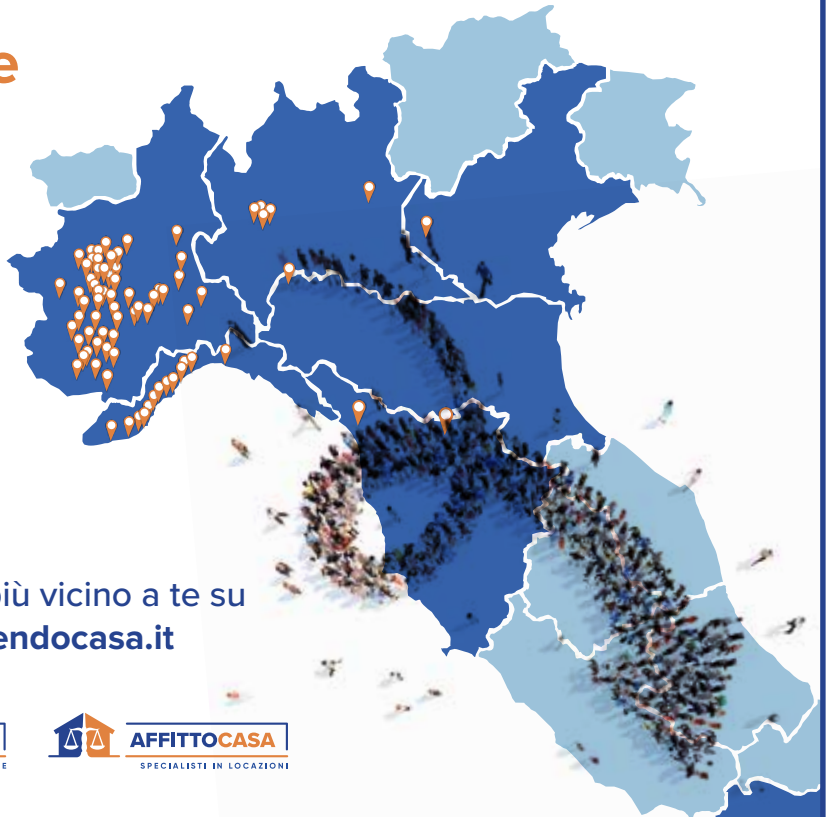 e
più vicino a te su
endocasa.it
E
AFFITTOCASA
SPECIALISTI IN LOCAZIONI